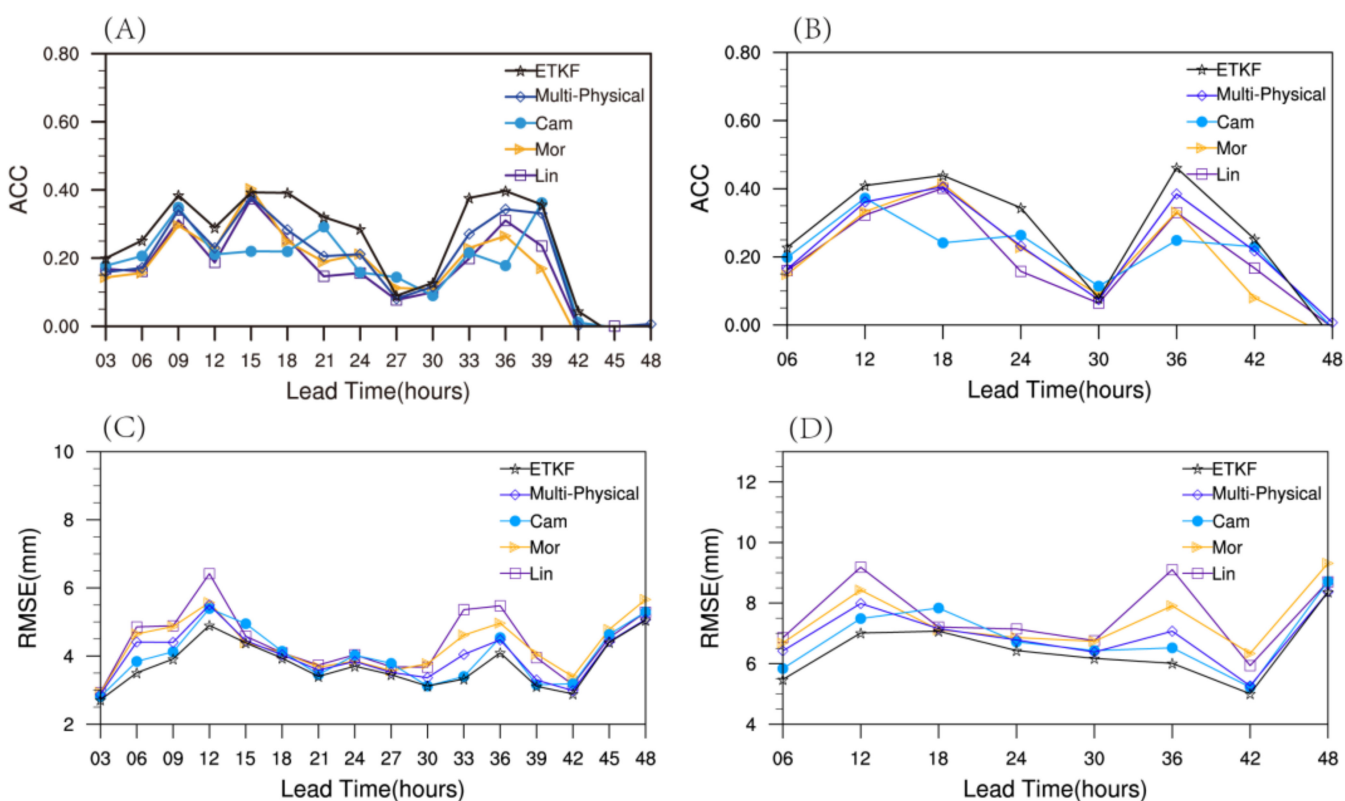 (A)
0.80
0.60
0.40
0.20
0.00
ACC
ETKF
Multi-Physical
Cam
Mor
Lin
03 06 09 12 15 18 21 24 27 30 33 36 39 42 45 48
Lead Time(hours)
(B)
0.80
0.60
0.40
0.20
0.00
ACC
ETKF
Multi-Physical
Cam
Mor
Lin
06 12 18 24 30 36 42 48
Lead Time(hours)
(C)
10
8
6
4
2
RMSE(mm)
ETKF
Multi-Physical
Cam
Mor
Lin
03 06 09 12 15 18 21 24 27 30 33 36 39 42 45 48
Lead Time(hours)
(D)
12
10
8
6
4
RMSE(mm)
ETKF
Multi-Physical
Cam
Mor
Lin
06 12 18 24 30 36 42 48
Lead Time(hours)